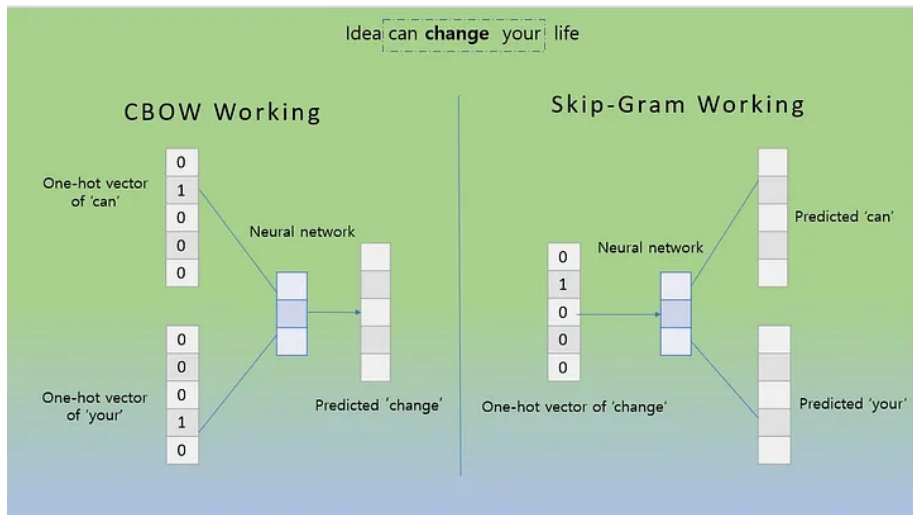 Idea can change your life
CBOW Working
One-hot vector
of 'can'
0
1
0
0
0
One-hot vector
of 'your'
0
0
0
1
0
Neural network
Predicted 'change'
Skip-Gram Working
0
1
0
0
0
One-hot vector of 'change'
Neural network
Predicted 'can'
Predicted 'your'